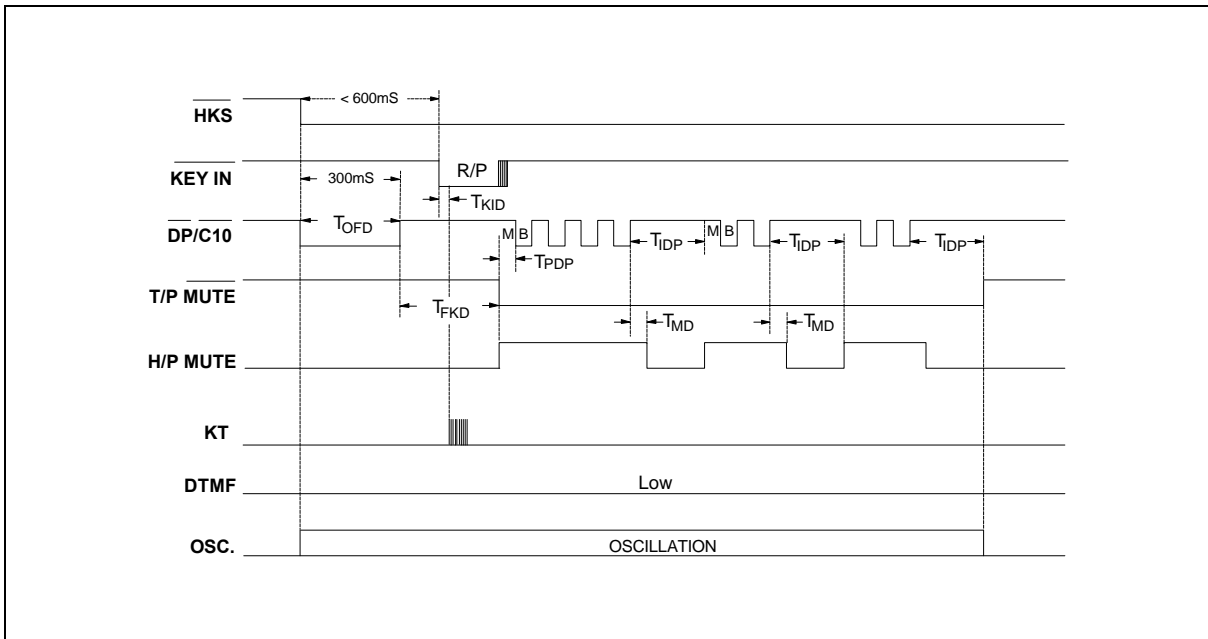 < 600mS
HKS
KEY IN
R/P
300mS
TKID
TOFD
DP/C10
M B
TIDP
M B
TIDP
TIDP
TPDP
T/P MUTE
TFKD
TMD
TMD
H/P MUTE
KT
DTMF
Low
OSC.
OSCILLATION